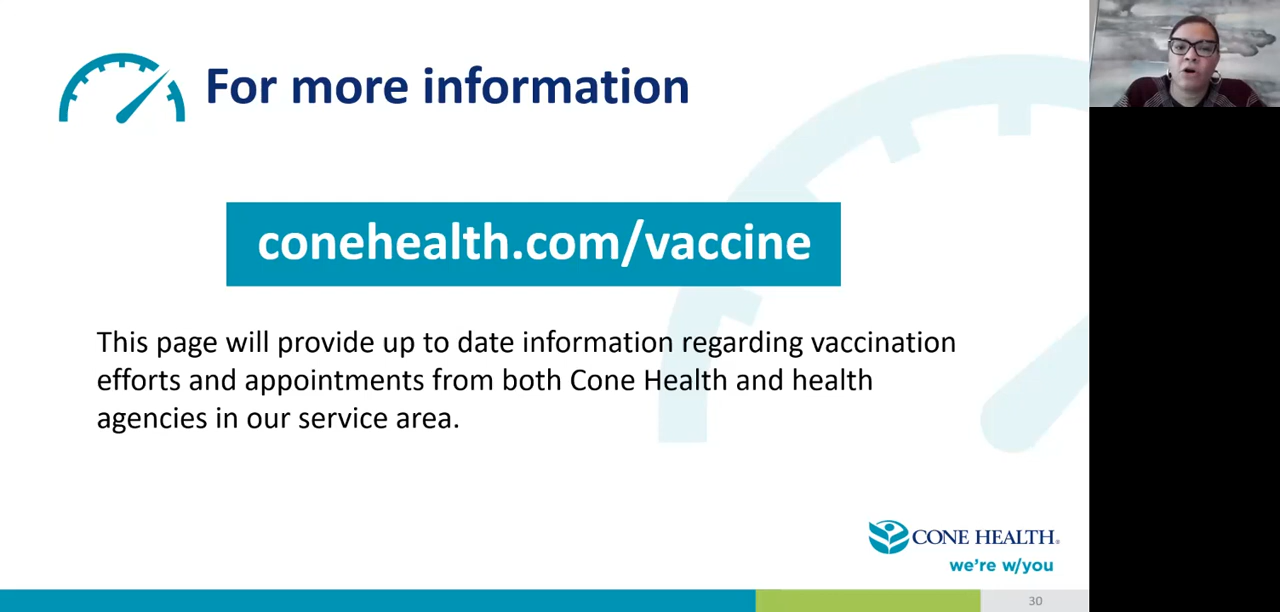 For more information
conehealth.com/vaccine
This page will provide up to date information regarding vaccination
efforts and appointments from both Cone Health and health
agencies in our service area.
CONE HEALTH®
we're w/you
30